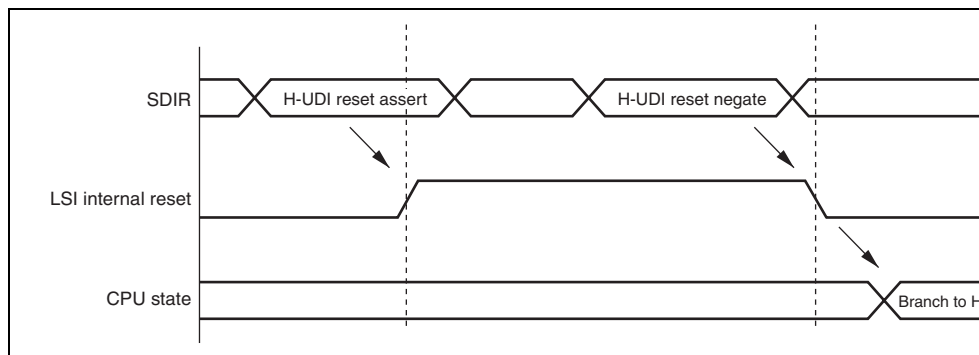 SDIR
H-UDI reset assert
H-UDI reset negate
LSI internal reset
CPU state
Branch to H